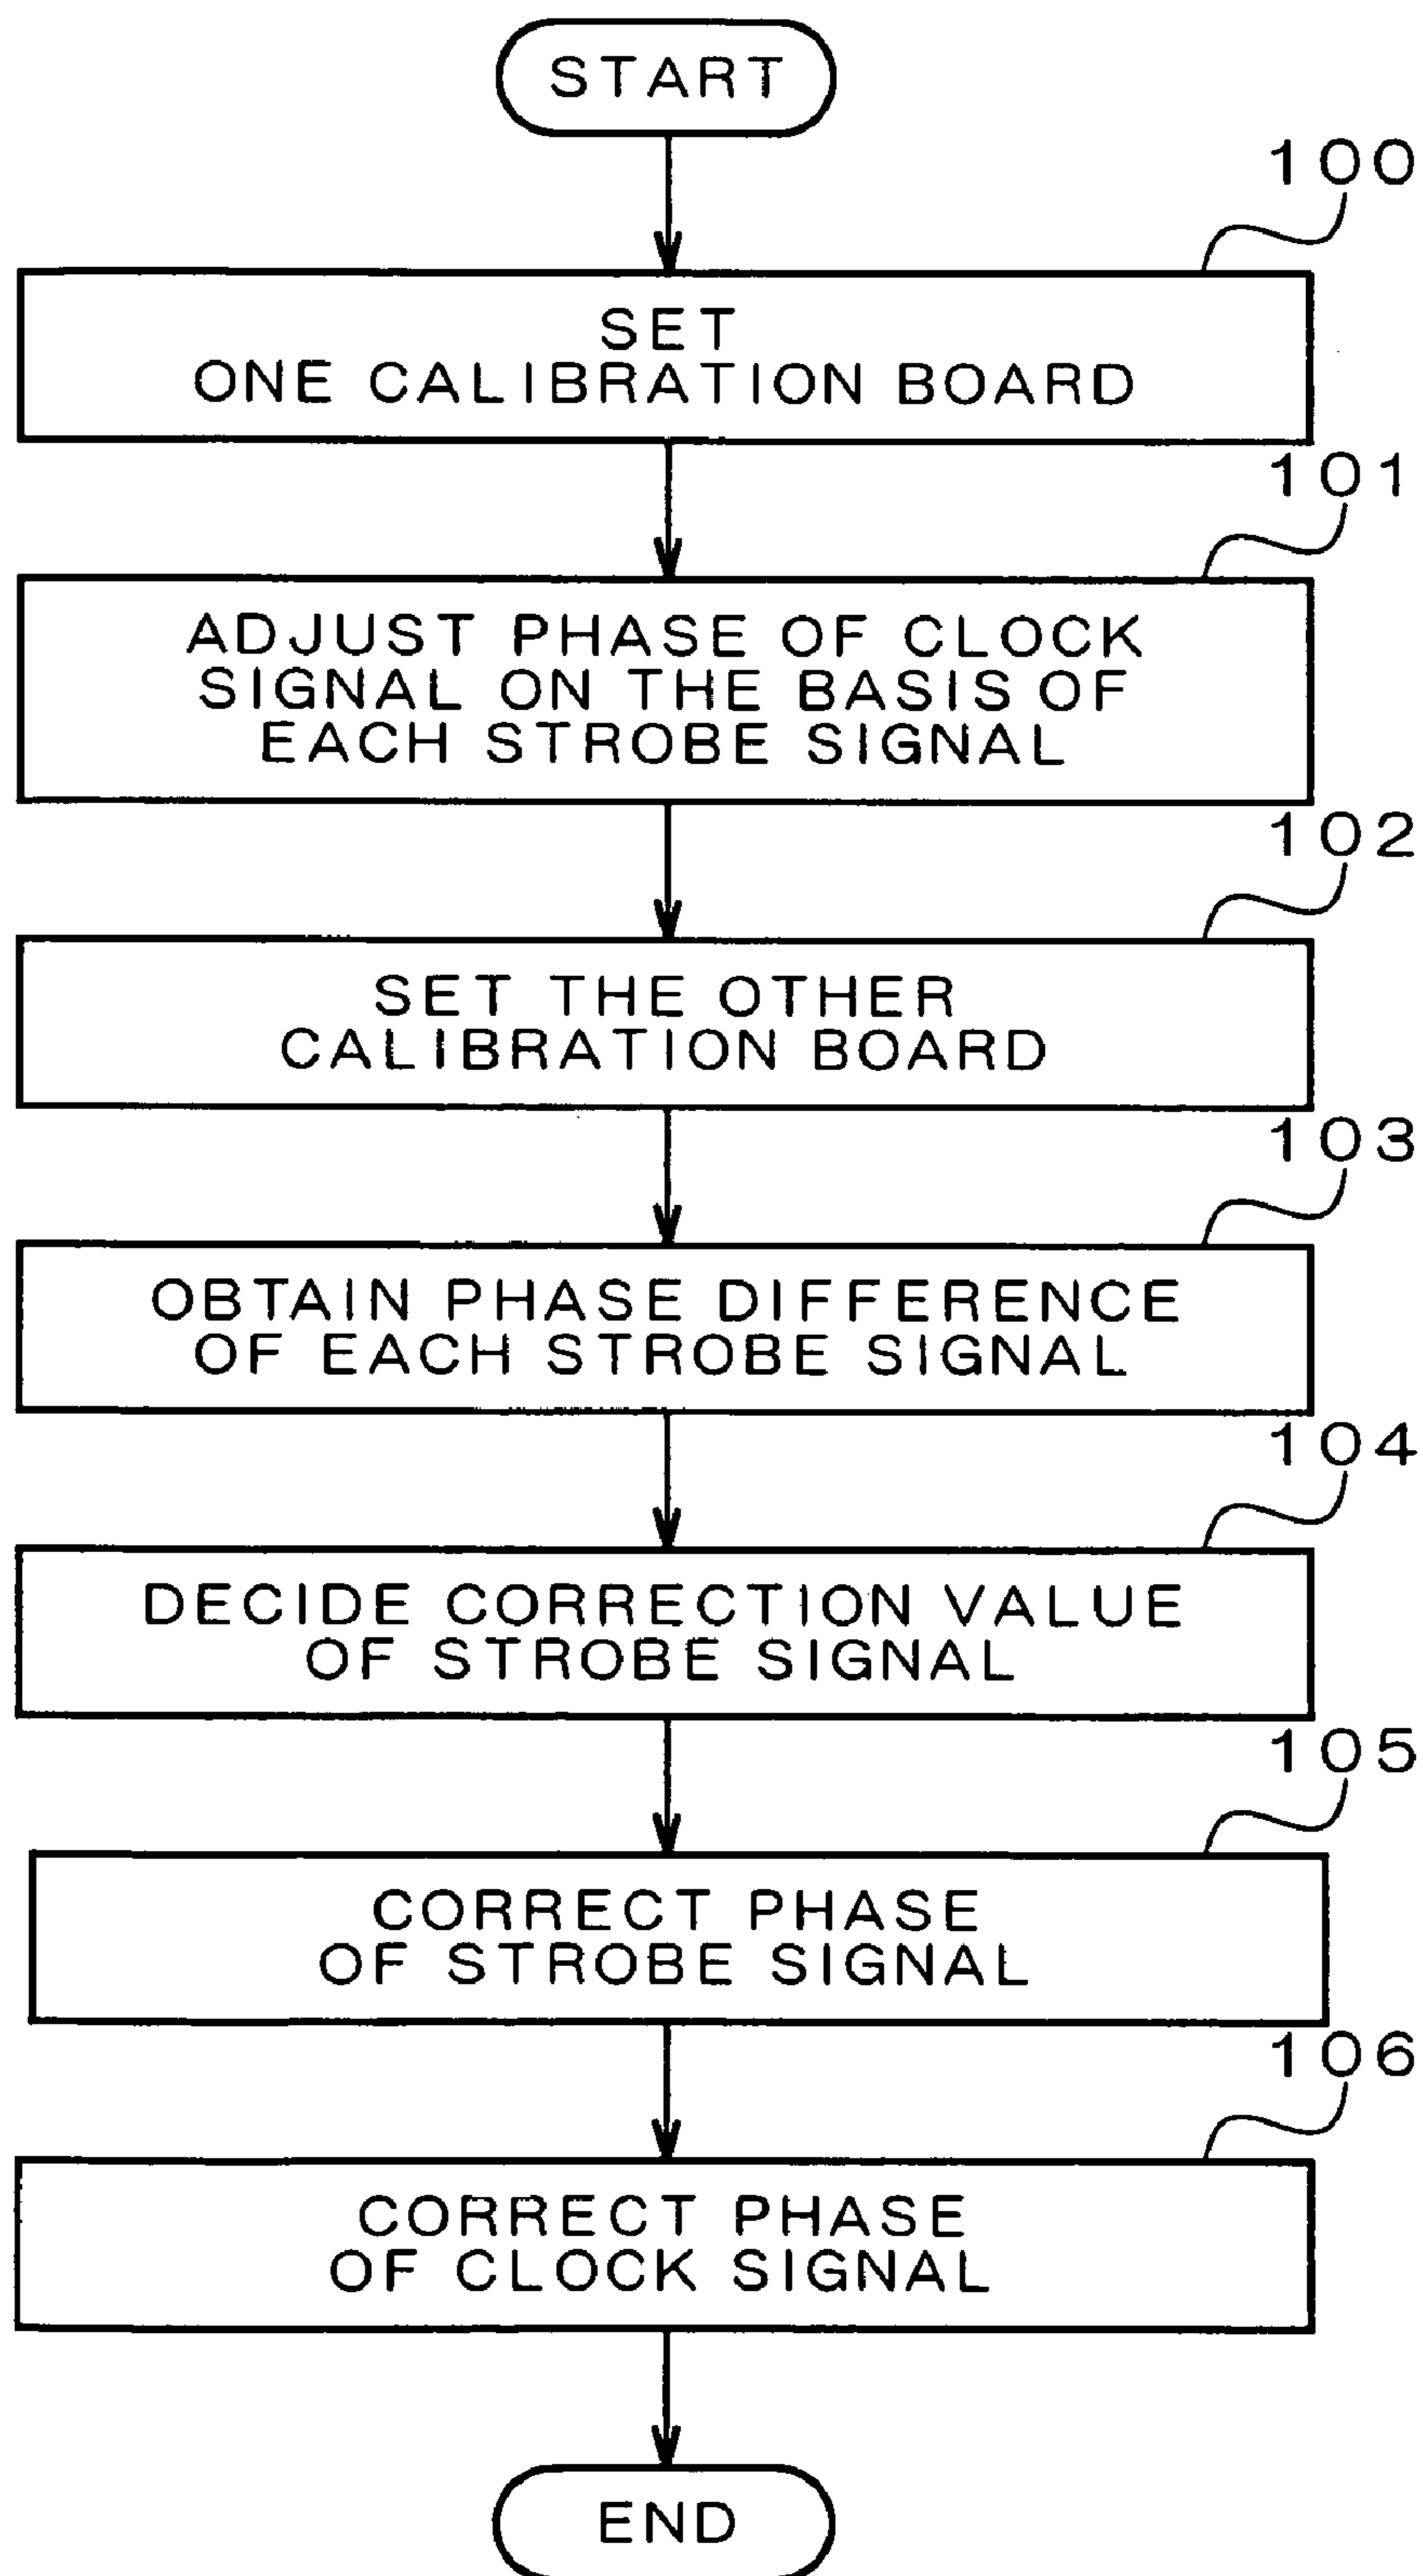 START
100
SET
ONE CALIBRATION BOARD
101
ADJUST PHASE OF CLOCK
SIGNAL ON THE BASIS OF
EACH STROBE SIGNAL
102
SET THE OTHER
CALIBRATION BOARD
103
OBTAIN PHASE DIFFERENCE
OF EACH STROBE SIGNAL
104
DECIDE CORRECTION VALUE
OF STROBE SIGNAL
105
CORRECT PHASE
OF STROBE SIGNAL
106
CORRECT PHASE
OF CLOCK SIGNAL
END